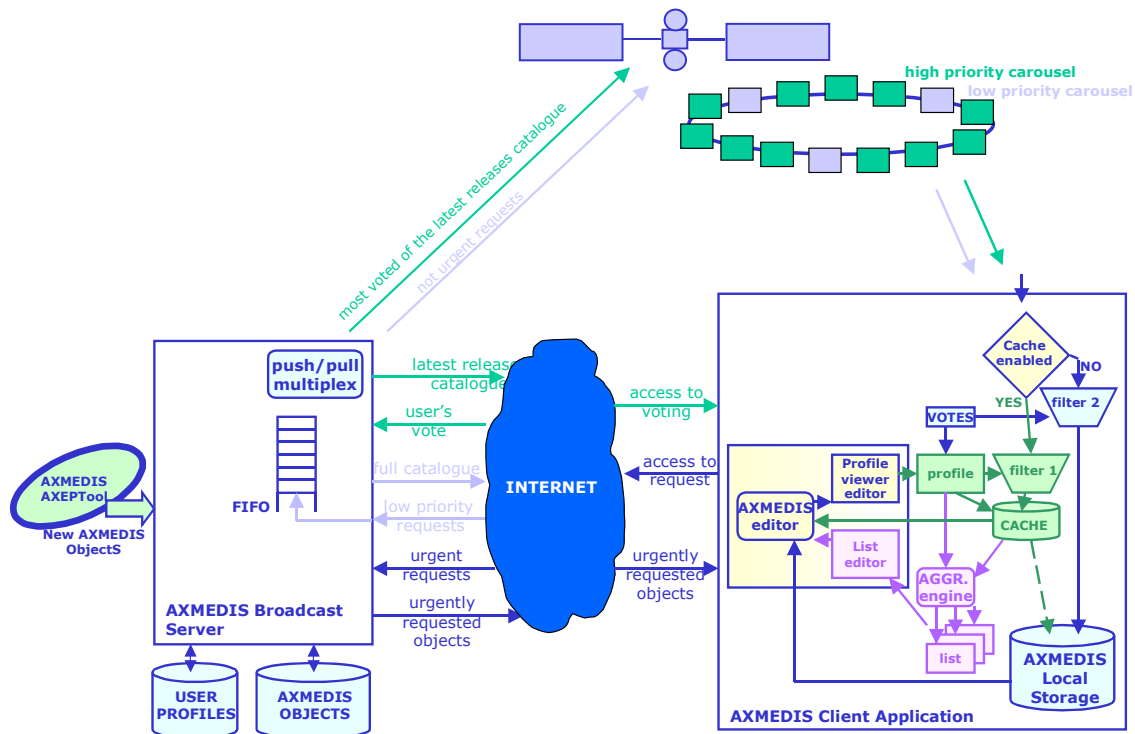 high priority carousel
low priority carousel
most voted of the latest releases catalogue
not urgent requests
push/pull
multiplex
latest release
catalogue
user's
vote
full catalogue
low priority
requests
urgent
requests
urgently
requested
objects
FIFO
AXMEDIS
AXEPTool
New AXMEDIS
ObjectS
AXMEDIS Broadcast
Server
USER
PROFILES
AXMEDIS
OBJECTS
INTERNET
access to
voting
access to
request
urgently
requested
objects
Cache
enabled
NO
YES
filter 2
VOTES
Profile
viewer
editor
profile
filter 1
AXMEDIS
editor
CACHE
List
editor
AGGR.
engine
list
AXMEDIS
Local
Storage
AXMEDIS Client Application